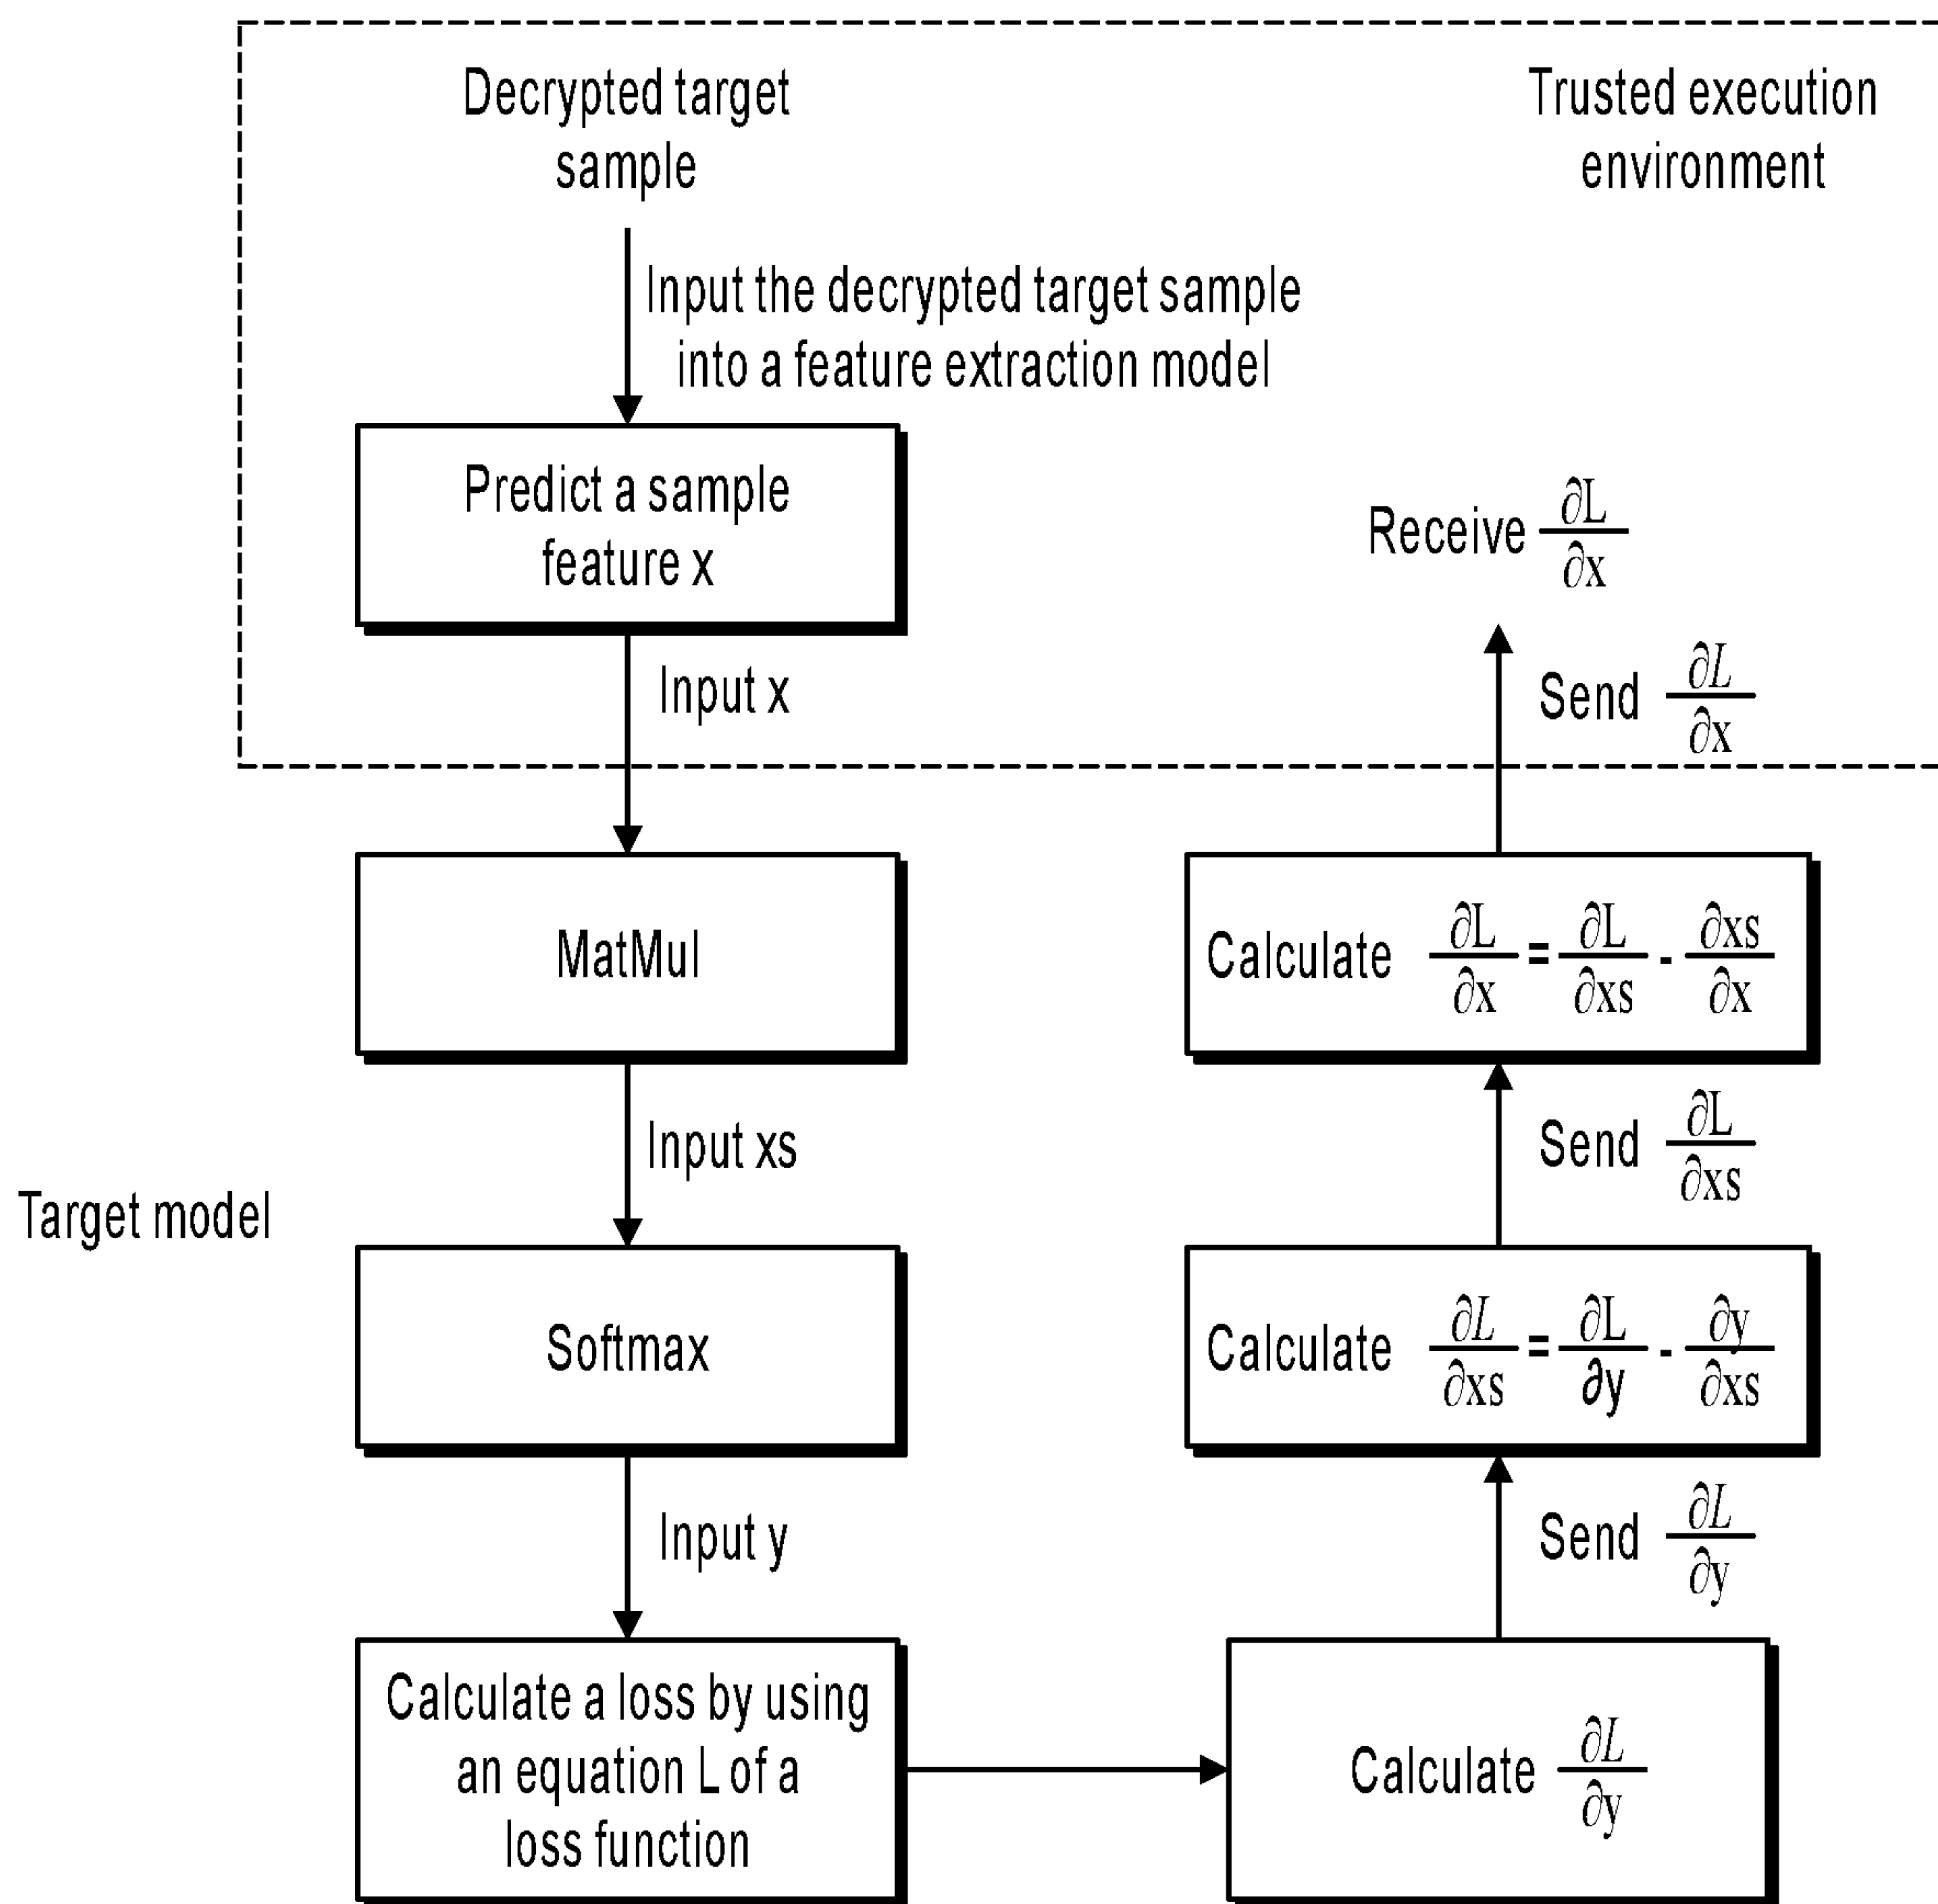 Decrypted target
sample
Trusted execution
environment
Input the decrypted target sample
into a feature extraction model
Predict a sample
feature x
Receive ∂L/∂x
Input x
Send ∂L/∂x
MatMul
Calculate ∂L/∂x = ∂L/∂xs - ∂xs/∂x
Input xs
Send ∂L/∂xs
Target model
Softmax
Calculate ∂L/∂xs = ∂L/∂y - ∂y/∂xs
Input y
Send ∂L/∂y
Calculate a loss by using
an equation L of a
loss function
Calculate ∂L/∂y